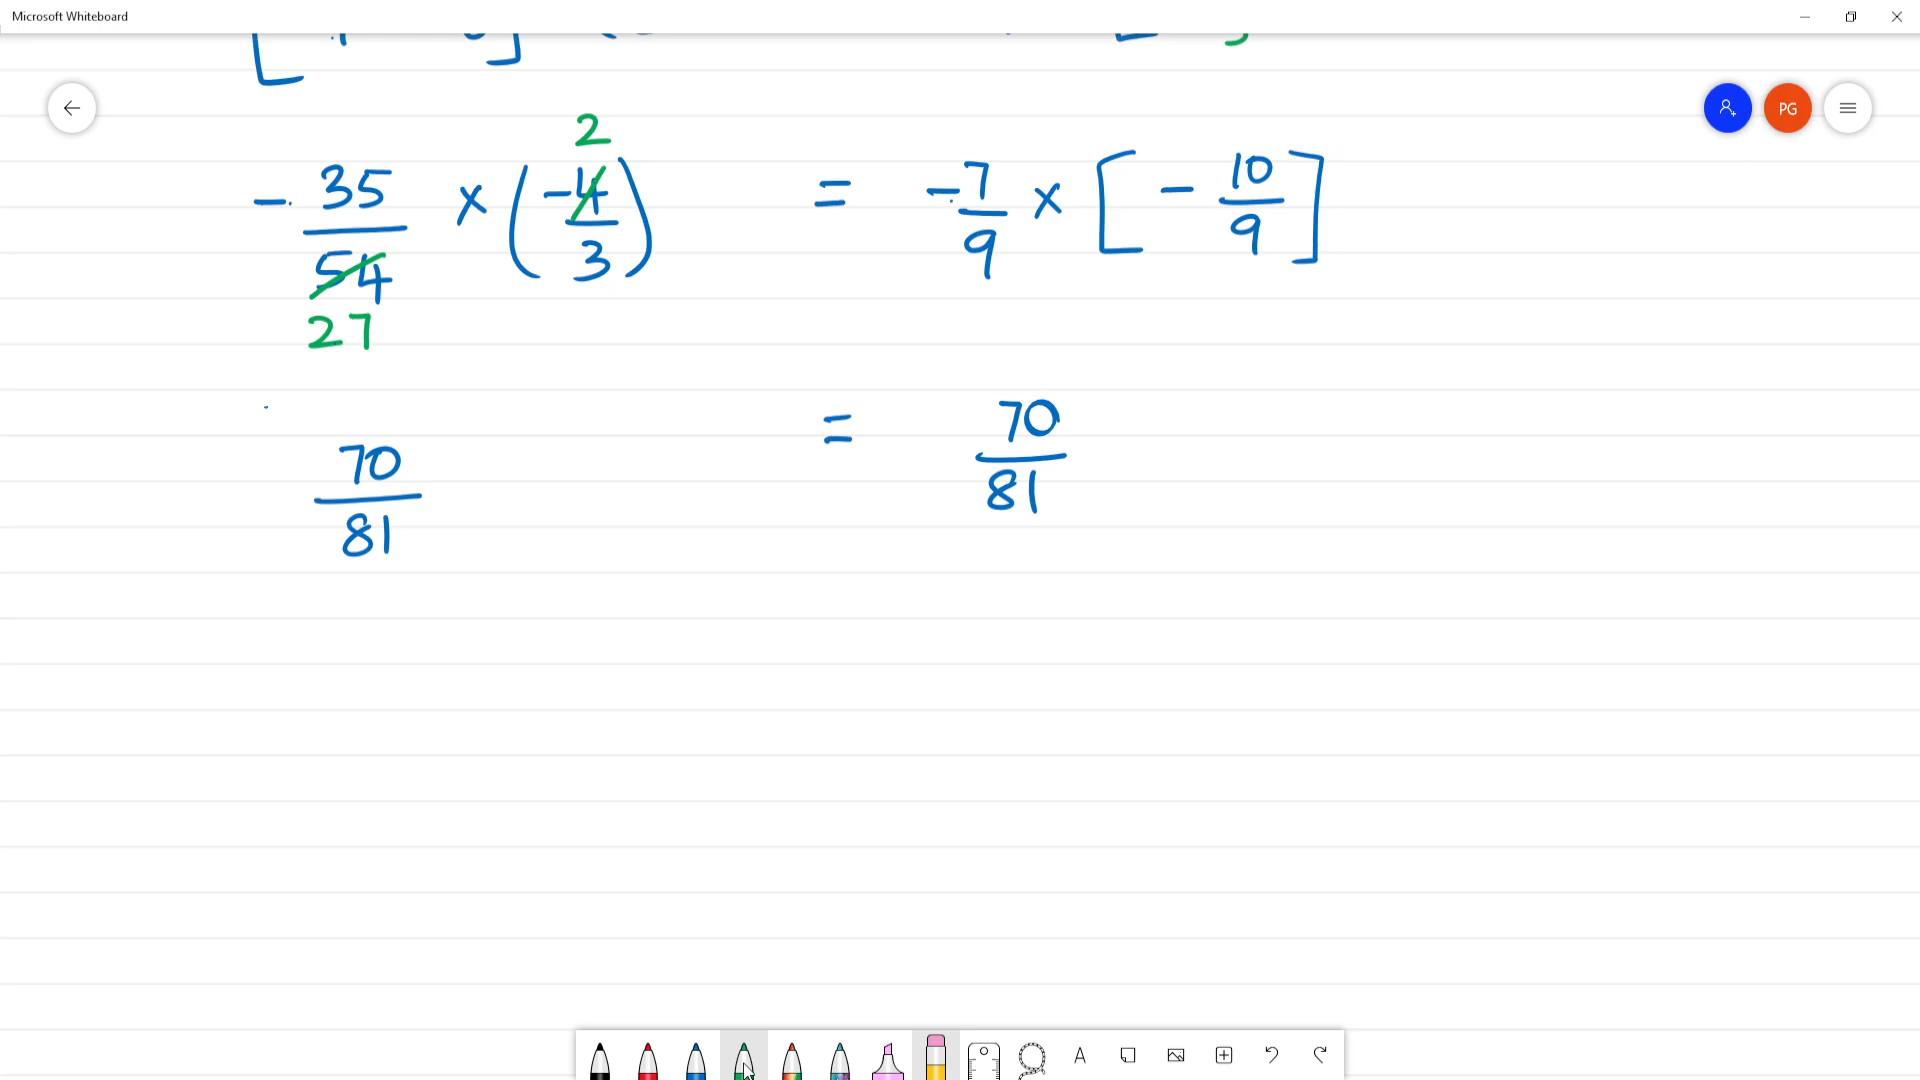 Microsoft Whiteboard
PG
2
- 35/54 × (-4/3) = -7/9 × [- 10/9]
27
70/81 = 70/81
A